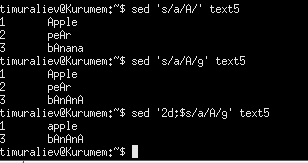 timuraliev@Kurumem:~$ sed 's/a/A/' text5
1       Apple
2       peAr
3       bAnana
timuraliev@Kurumem:~$ sed 's/a/A/g' text5
1       Apple
2       peAr
3       bAnAnA
timuraliev@Kurumem:~$ sed '2d;$s/a/A/g' text5
1       apple
3       bAnAnA
timuraliev@Kurumem:~$